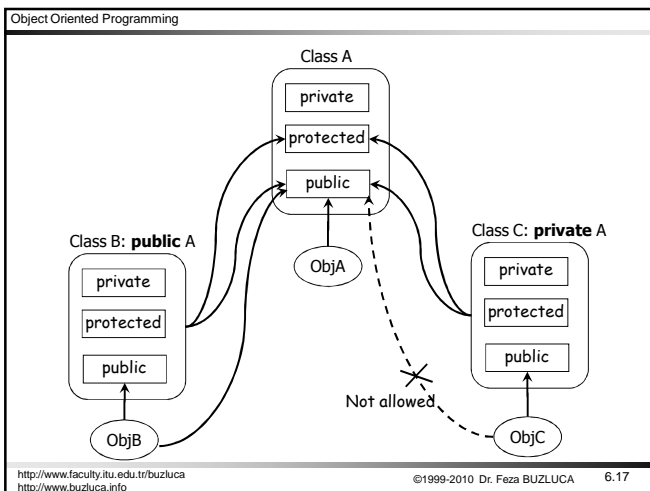 Object Oriented Programming
Class A
private
protected
public
Class B: public A
private
protected
public
ObjA
Class C: private A
private
protected
public
Not allowed
ObjB
ObjC
http://www.faculty.itu.edu.tr/buzluca
http://www.buzluca.info
©1999-2010 Dr. Feza BUZLUCA
6.17